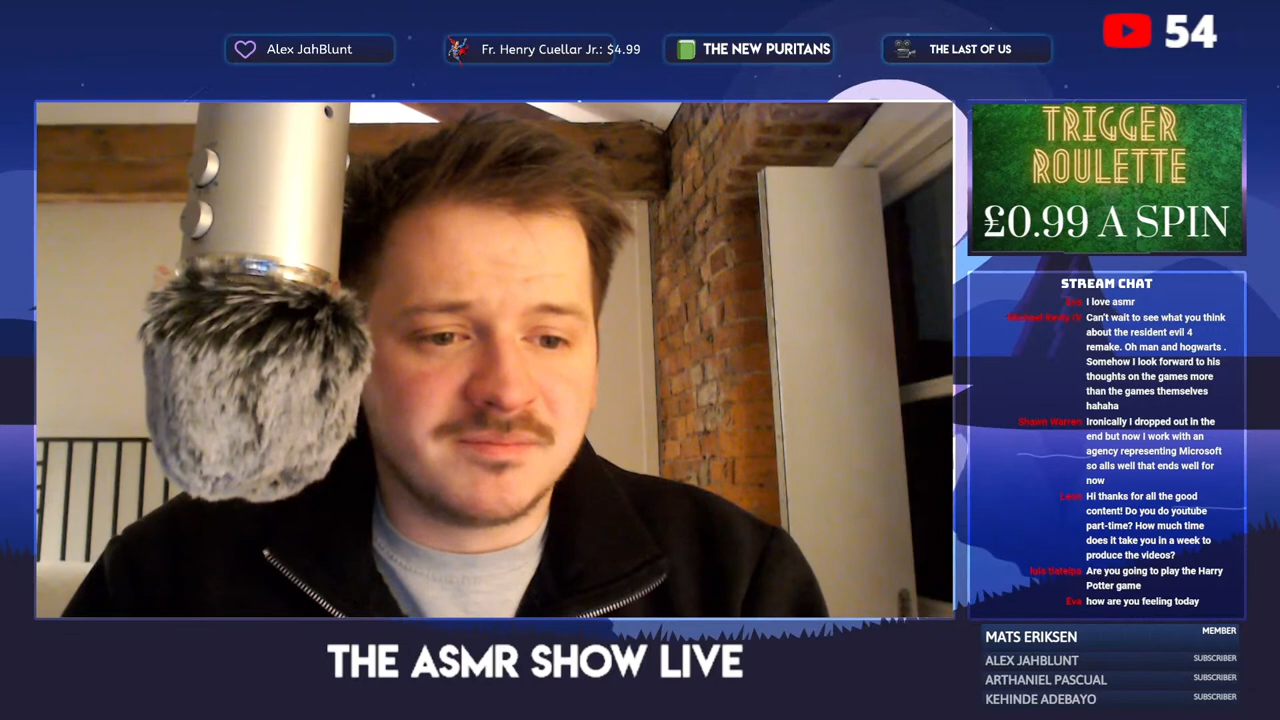 54
Alex JahBlunt
Fr. Henry Cuellar Jr.: $4.99
THE NEW PURITANS
THE LAST OF US
TRIGGER
ROULETTE
£0.99 A SPIN
STREAM CHAT
I love asmr
Can't wait to see what you think
about the resident evil 4
remake. Oh man and hogwarts .
Somehow I look forward to his
thoughts on the games more
than the games themselves
hahaha
Shawn Warren Ironically I dropped out in the
end but now I work with an
agency representing Microsoft
so alls well that ends well for
now
Leon Hi thanks for all the good
content! Do you do youtube
part-time? How much time
does it take you in a week to
produce the videos?
luis Are you going to play the Harry
Potter game
Eva how are you feeling today
THE ASMR SHOW LIVE
MATS ERIKSEN MEMBER
ALEX JAHBLUNT SUBSCRIBER
ARTHANIEL PASCUAL SUBSCRIBER
KEHINDE ADEBAYO SUBSCRIBER